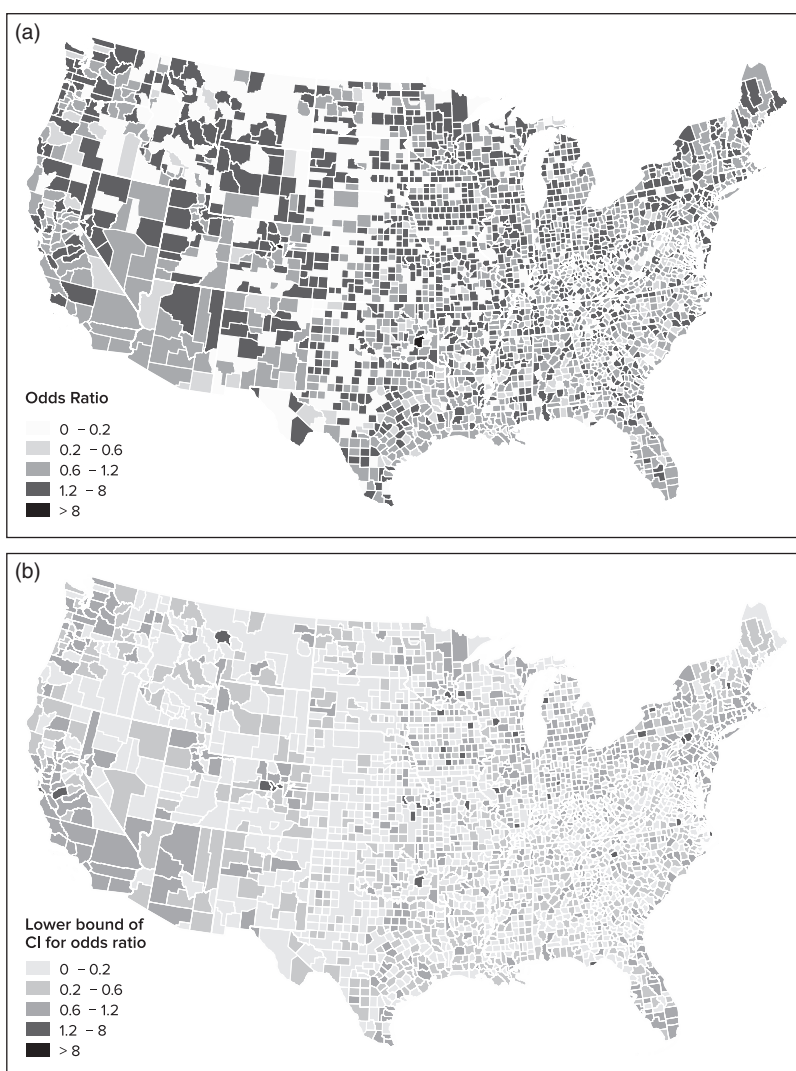 (a)
Odds Ratio
0 – 0.2
0.2 – 0.6
0.6 – 1.2
1.2 – 8
> 8
(b)
Lower bound of
CI for odds ratio
0 – 0.2
0.2 – 0.6
0.6 – 1.2
1.2 – 8
> 8